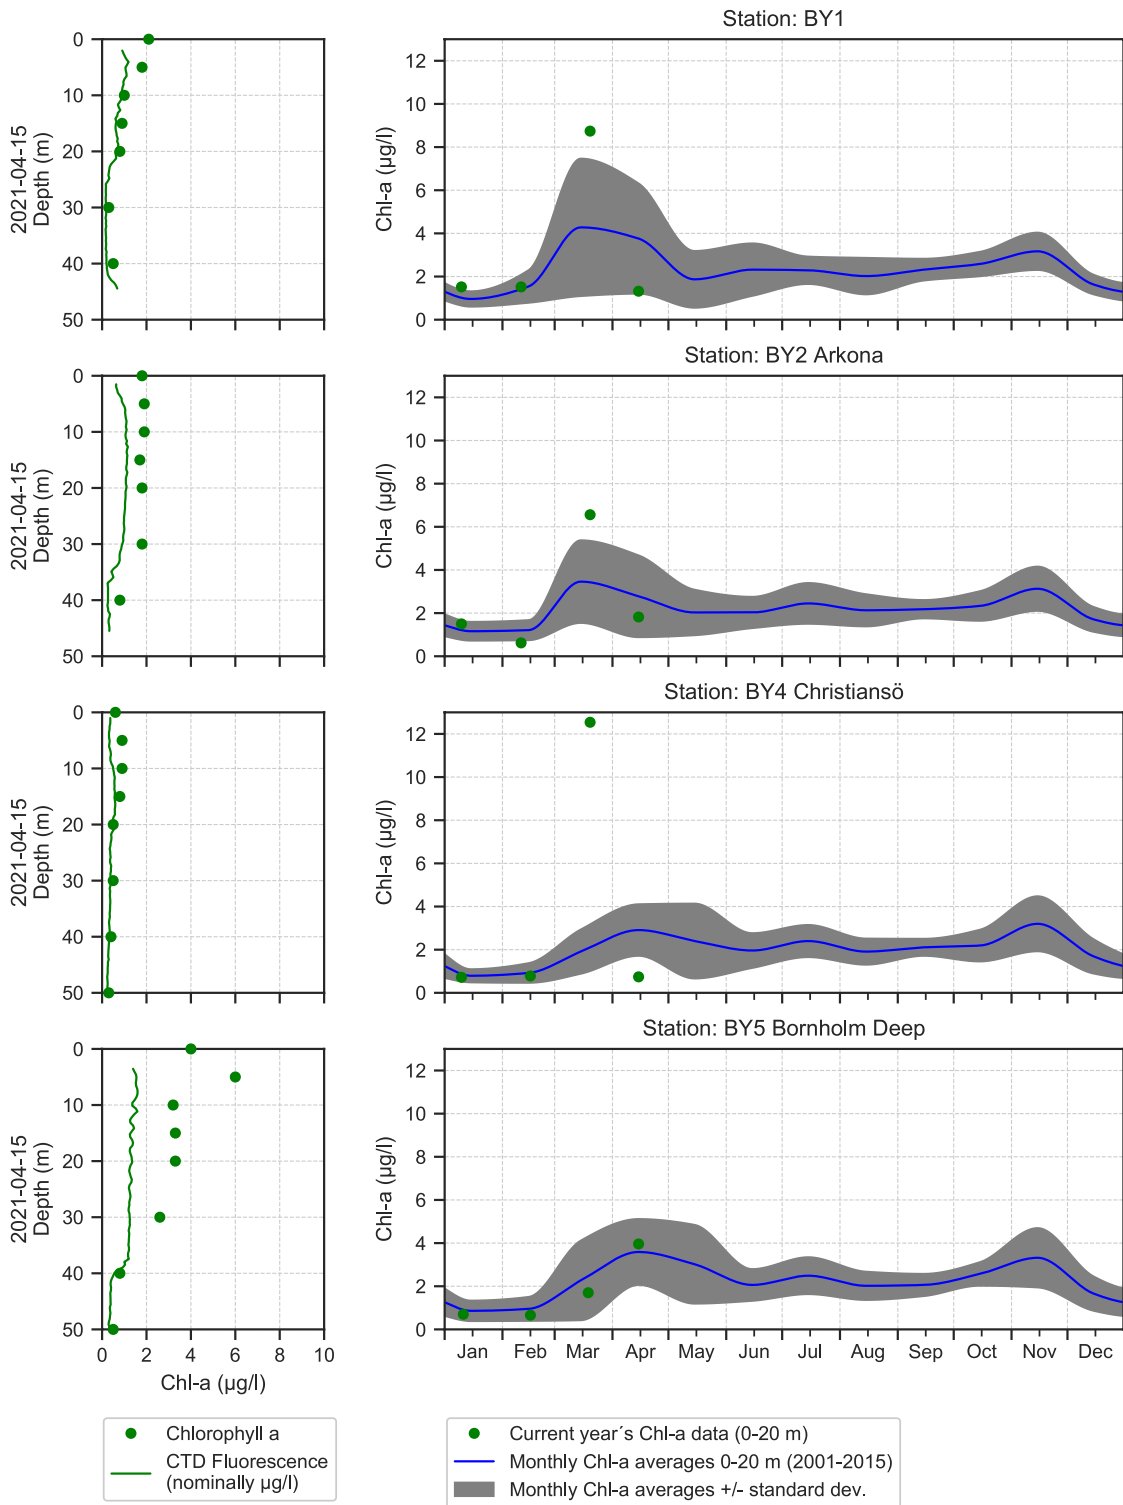 Station: BY1
0
10
20
30
40
50
2021-04-15
Depth (m)
12
10
8
6
4
2
0
Chl-a (µg/l)
Station: BY2 Arkona
0
10
20
30
40
50
2021-04-15
Depth (m)
12
10
8
6
4
2
0
Chl-a (µg/l)
Station: BY4 Christiansö
0
10
20
30
40
50
2021-04-15
Depth (m)
12
10
8
6
4
2
0
Chl-a (µg/l)
Station: BY5 Bornholm Deep
0
10
20
30
40
50
2021-04-15
Depth (m)
12
10
8
6
4
2
0
Chl-a (µg/l)
0 2 4 6 8 10
Chl-a (µg/l)
Jan Feb Mar Apr May Jun Jul Aug Sep Oct Nov Dec
Chlorophyll a
CTD Fluorescence
(nominally µg/l)
Current year´s Chl-a data (0-20 m)
Monthly Chl-a averages 0-20 m (2001-2015)
Monthly Chl-a averages +/- standard dev.